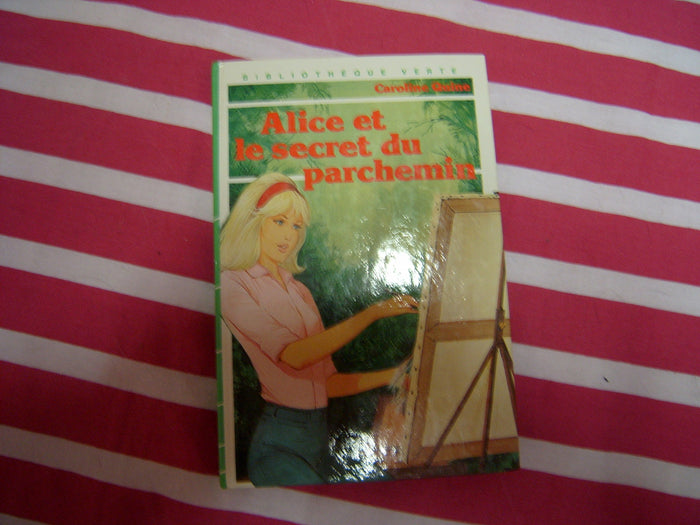 BIBLIOTHÈQUE VERTE
Caroline Quine
Alice et
le secret du
parchemin